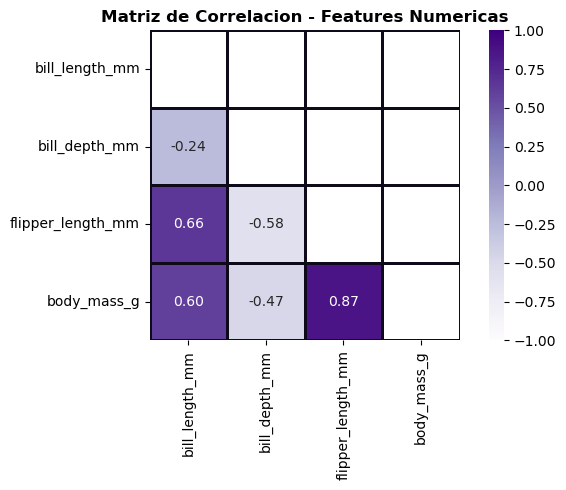 Matriz de Correlacion - Features Numericas
bill_length_mm
bill_depth_mm
flipper_length_mm
body_mass_g
-0.24
0.66 -0.58
0.60 -0.47 0.87
bill_length_mm
bill_depth_mm
flipper_length_mm
body_mass_g
1.00
0.75
0.50
0.25
0.00
−0.25
−0.50
−0.75
−1.00